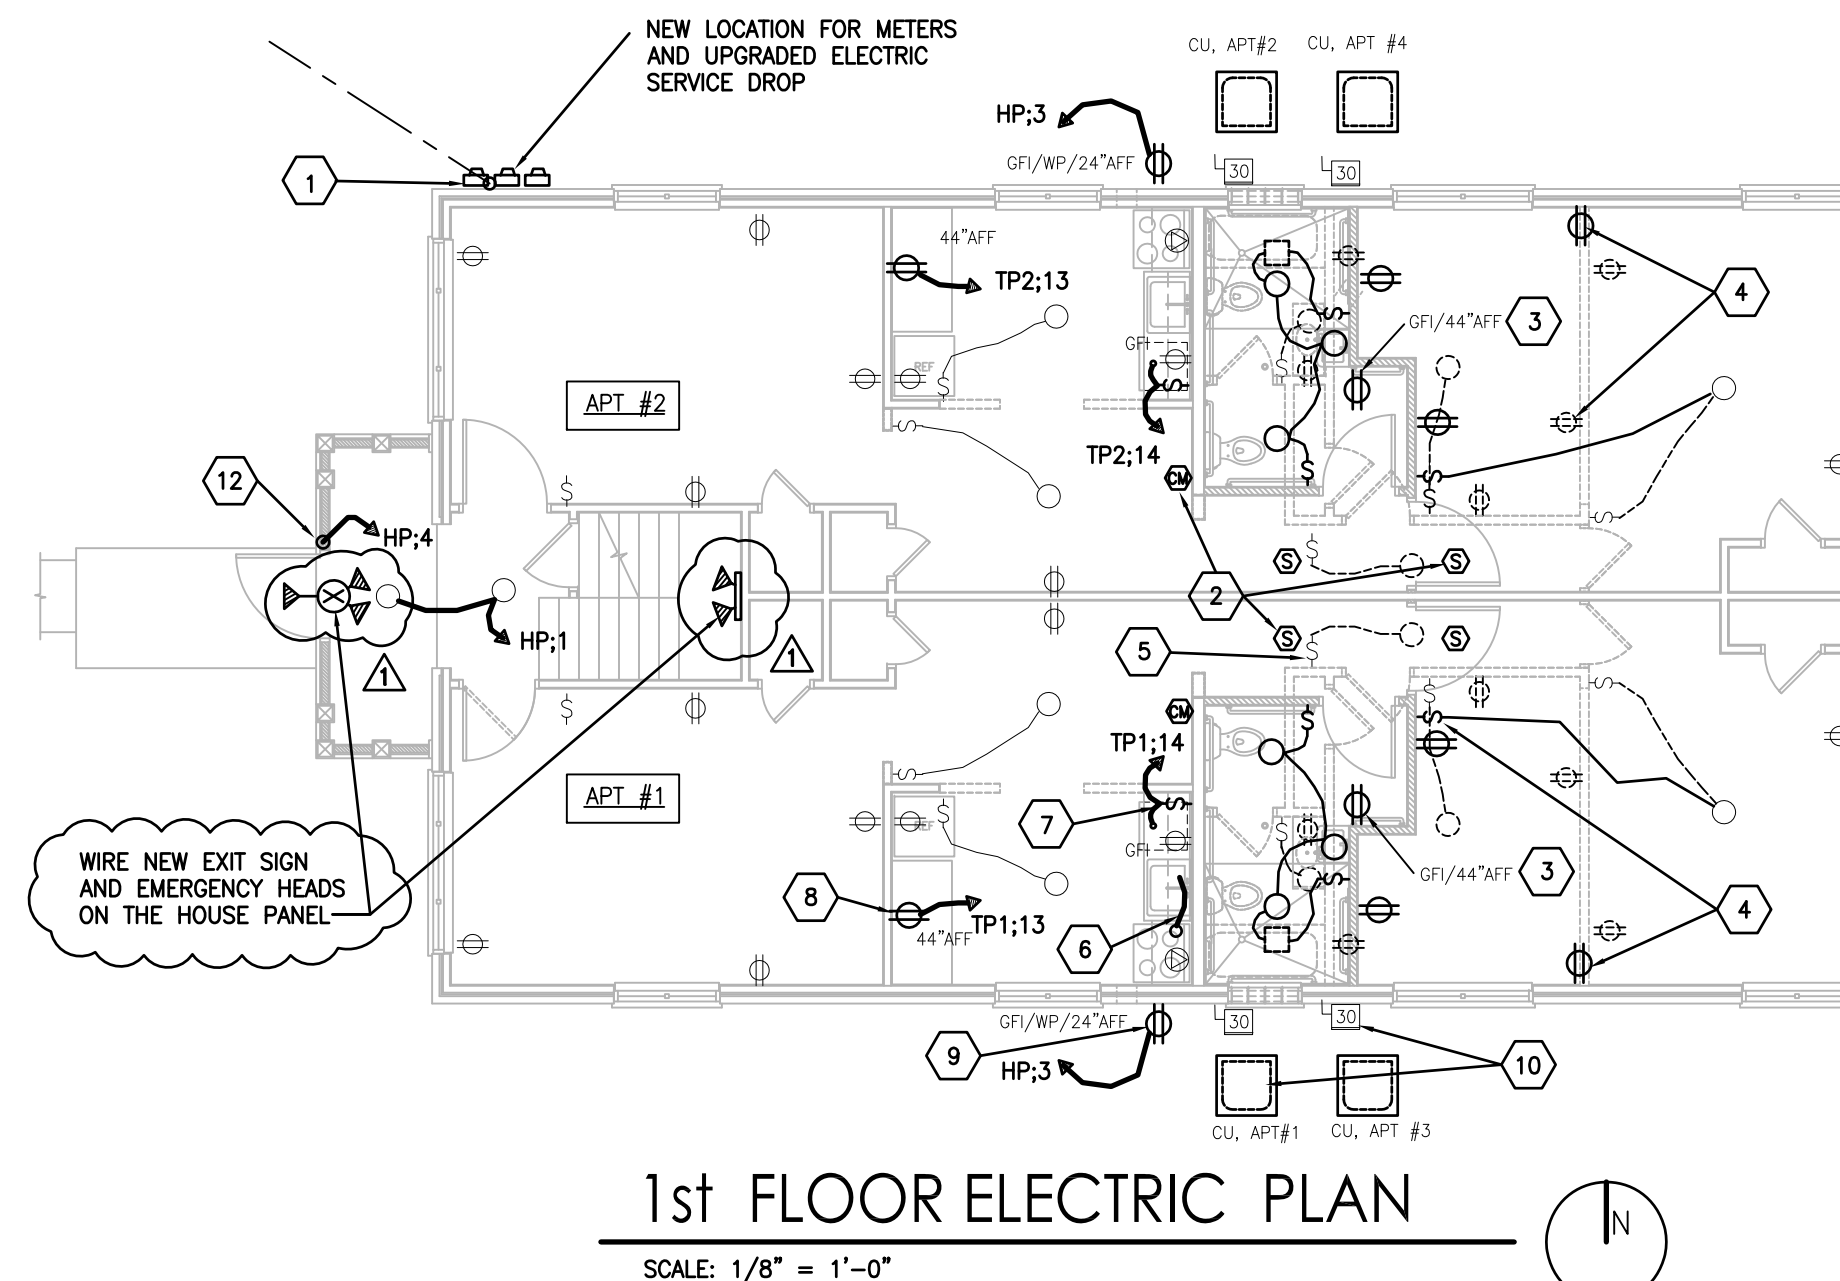 NEW LOCATION FOR METERS
AND UPGRADED ELECTRIC
SERVICE DROP
CU, APT#2
CU, APT #4
HP;3
GFI/WP/24"AFF
30
30
1
44"AFF
TP2;13
4
GFI/44"AFF
3
GFI
REF
S
APT #2
S
S
S
S
TP2;14
CM
12
HP;4
S
S
S
S
S
S
S
2
HP;1
1
1
5
S
S
S
S
S
S
S
S
CM
TP1;14
APT #1
S
S
S
7
REF
GFI
S
S
WIRE NEW EXIT SIGN
AND EMERGENCY HEADS
ON THE HOUSE PANEL
GFI/44"AFF
3
8
TP1;13
44"AFF
4
6
GFI/WP/24"AFF
30
30
9
HP;3
10
CU, APT#1
CU, APT #3
1st FLOOR ELECTRIC PLAN
N
SCALE: 1/8" = 1'-0"